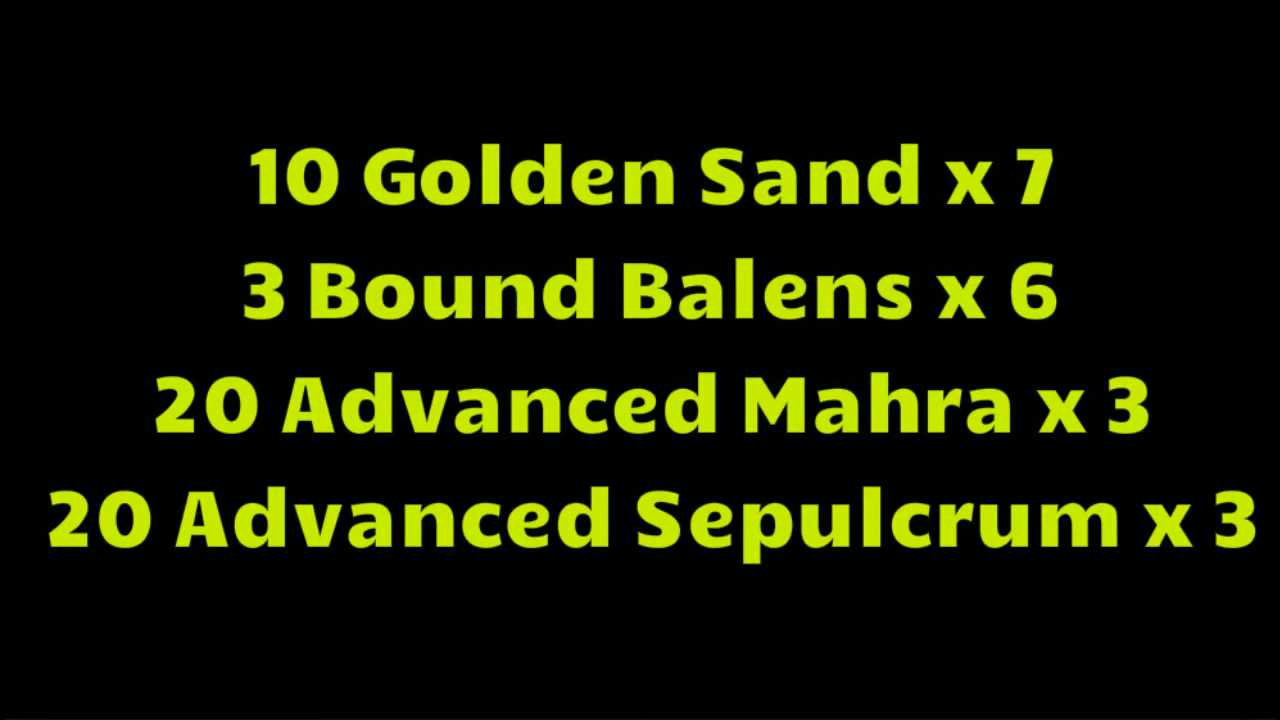 10 Golden Sand x 7
3 Bound Balens x 6
20 Advanced Mahra x 3
20 Advanced Sepulcrum x 3